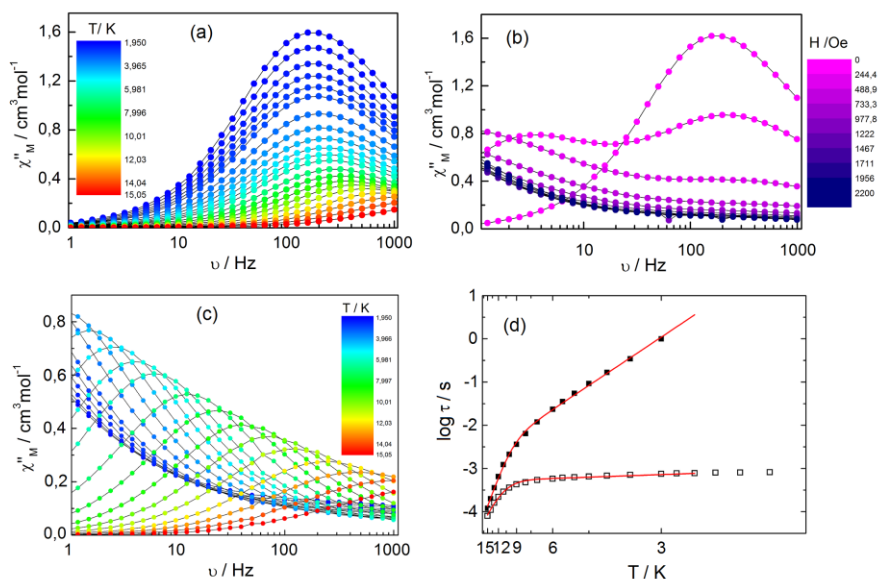 (a)
T/ K
1,950
3,966
5,981
7,996
10,01
12,03
14,04
15,05
χ''M / cm³mol⁻¹
1,6
1,2
0,8
0,4
0,0
1 10 100 1000
υ / Hz
(b)
H /Oe
0
244,4
488,9
733,3
977,8
1222
1467
1711
1956
2200
χ''M / cm³mol⁻¹
1,6
1,2
0,8
0,4
0,0
10 100 1000
υ / Hz
(c)
T / K
1,950
3,965
5,981
7,997
10,01
12,00
14,00
15,05
χ''M / cm³mol⁻¹
0,8
0,6
0,4
0,2
0,0
1 10 100 1000
υ / Hz
(d)
log τ / s
1
0
-1
-2
-3
-4
15 12 9 6 3
T / K